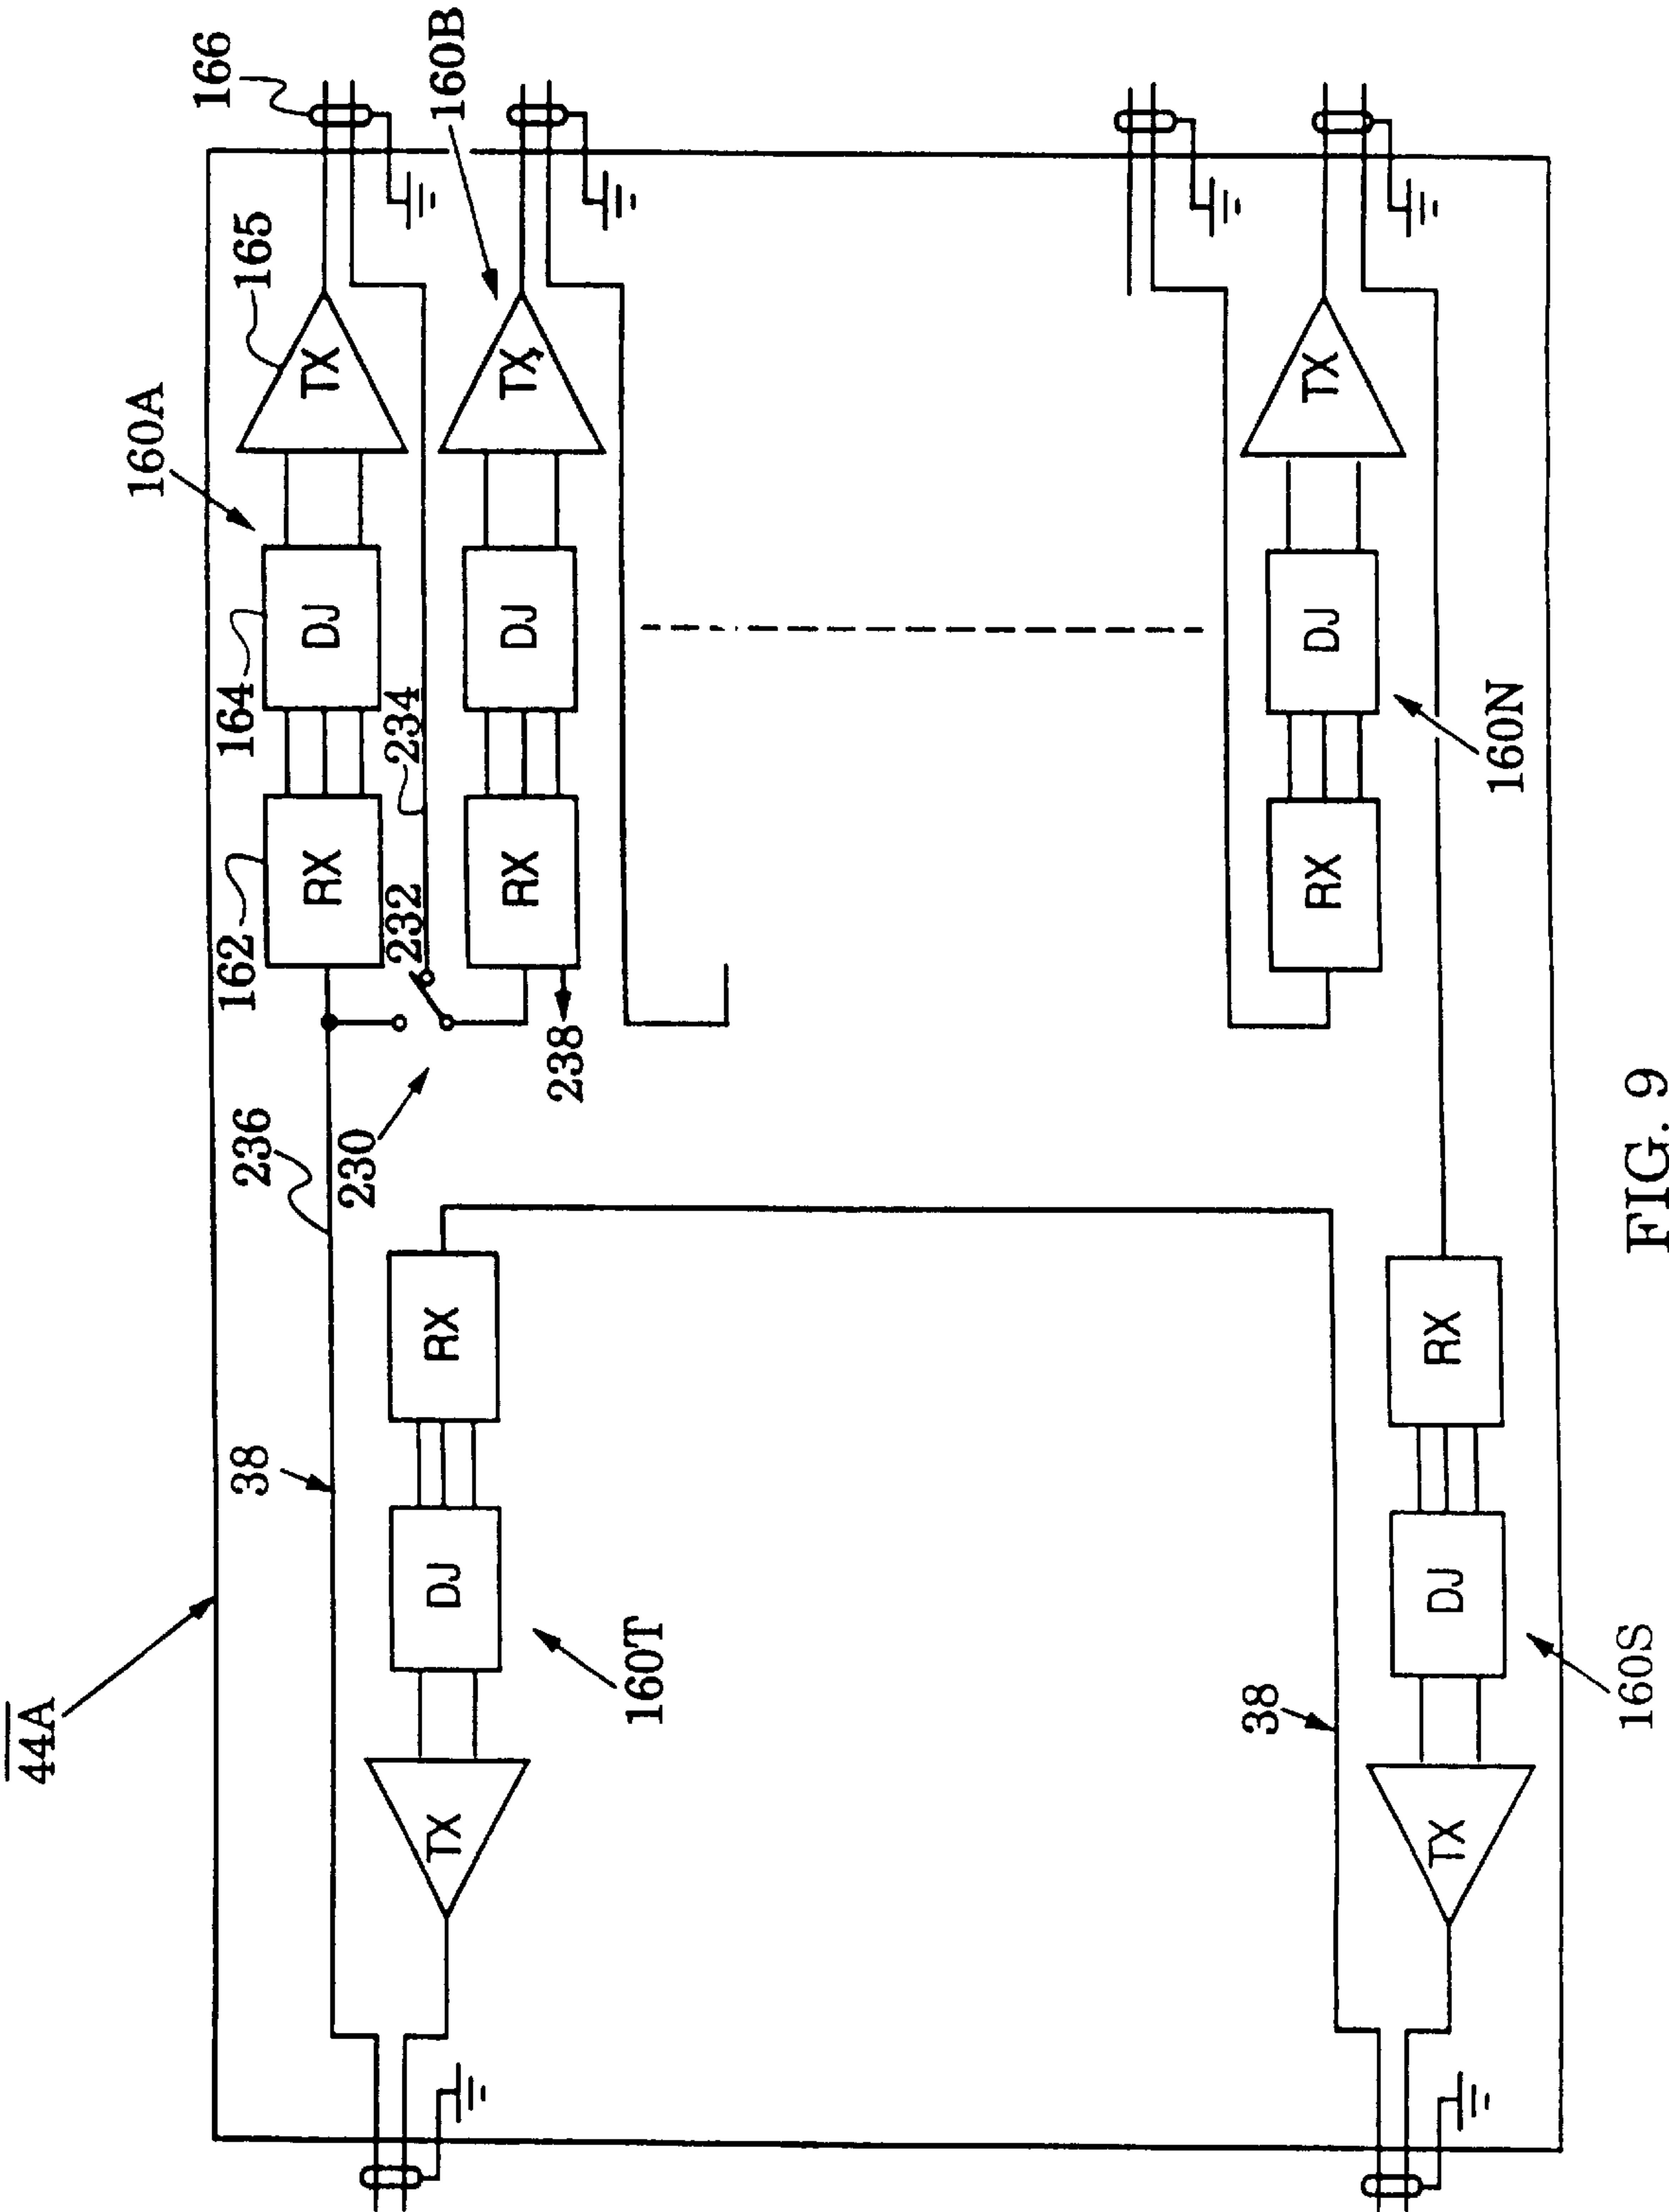 44A
38
236
160A
164
165
166
162
RX
DJ
TX
230
232
234
160B
RX
DJ
TX
238
TX
DJ
RX
160T
38
RX
DJ
TX
160N
TX
DJ
RX
160S
FIG. 9